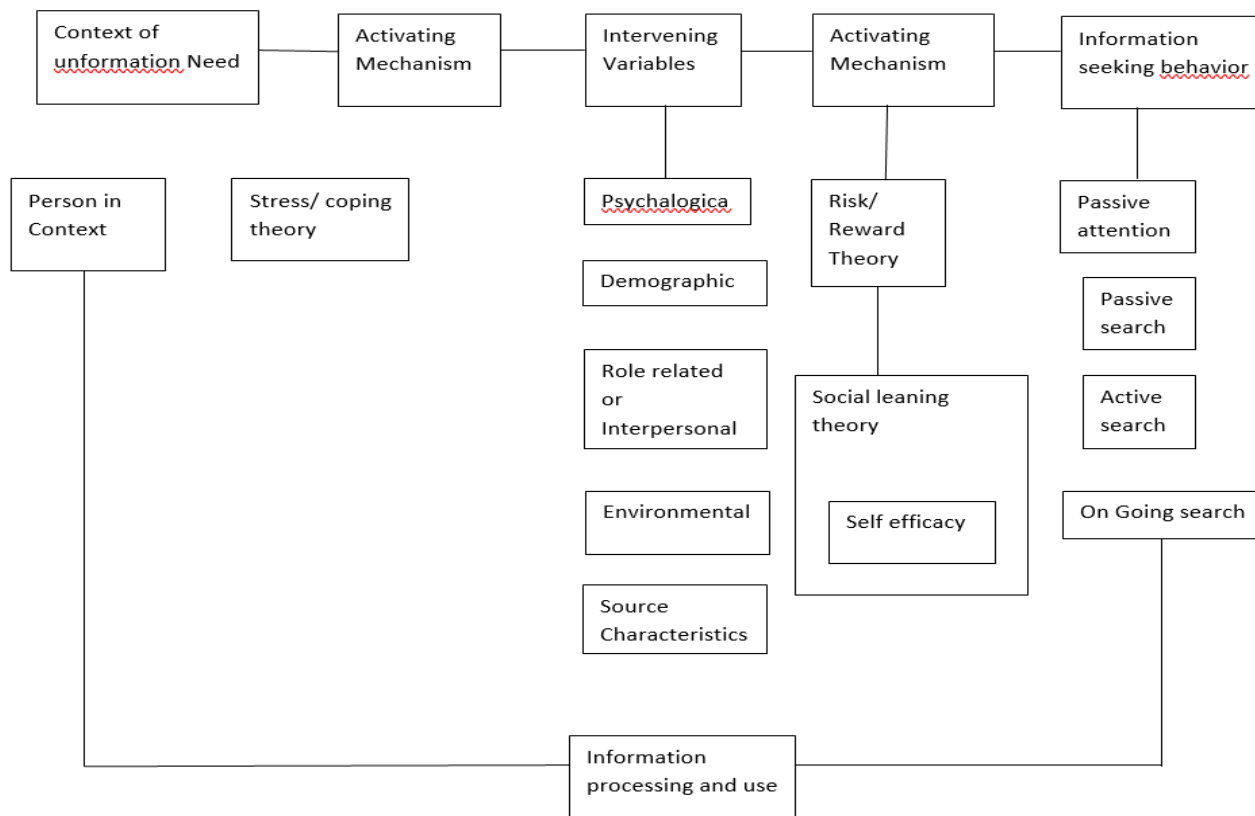 Context of
unformation Need
Activating
Mechanism
Intervening
Variables
Activating
Mechanism
Information
seeking behavior
Person in
Context
Stress/ coping
theory
Psychalogica
Demographic
Role related
or
Interpersonal
Environmental
Source
Characteristics
Risk/
Reward
Theory
Social leaning
theory
Self efficacy
Passive
attention
Passive
search
Active
search
On Going search
Information
processing and use